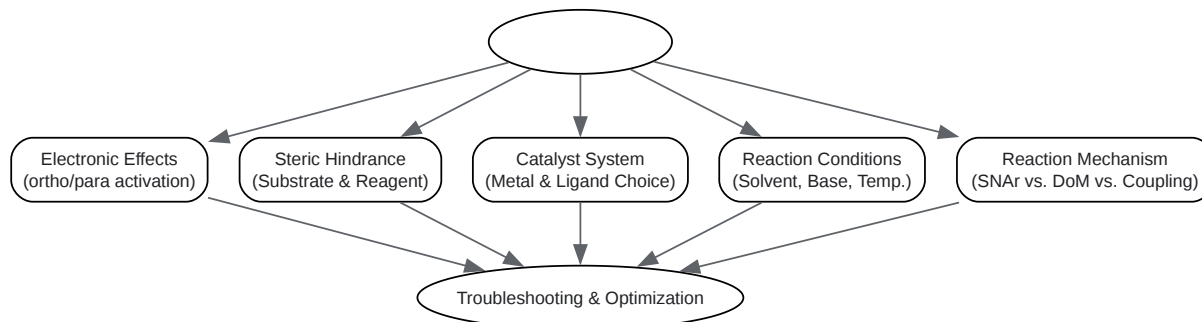 Electronic Effects
(ortho/para activation)
Steric Hindrance
(Substrate & Reagent)
Catalyst System
(Metal & Ligand Choice)
Reaction Conditions
(Solvent, Base, Temp.)
Reaction Mechanism
(SNAr vs. DoM vs. Coupling)
Troubleshooting & Optimization